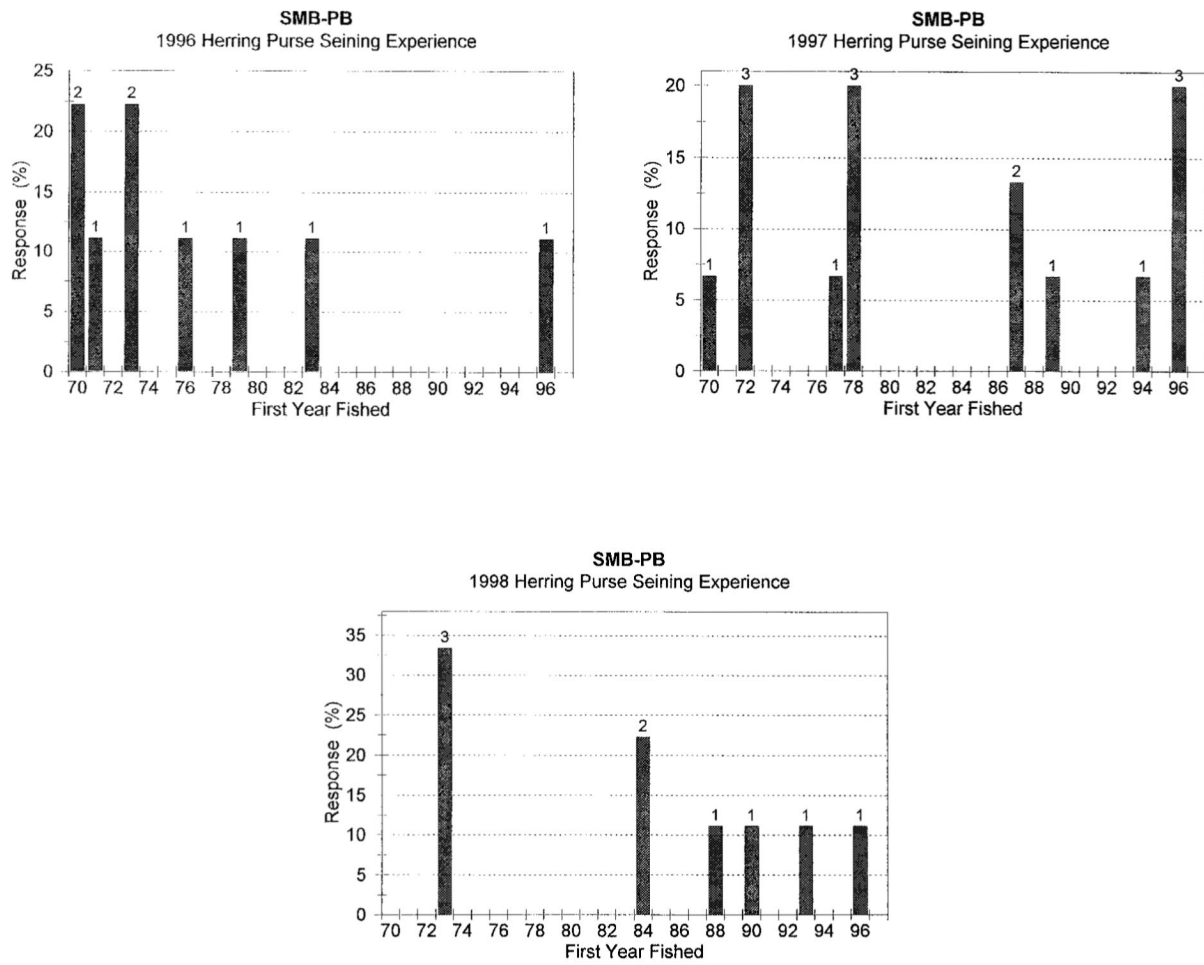 SMB-PB
1996 Herring Purse Seining Experience
25
20
15
10
5
0
Response (%)
2
1
2
1
1
1
1
70 72 74 76 78 80 82 84 86 88 90 92 94 96
First Year Fished
SMB-PB
1997 Herring Purse Seining Experience
20
15
10
5
0
Response (%)
1
3
1
3
2
1
1
3
70 72 74 76 78 80 82 84 86 88 90 92 94 96
First Year Fished
SMB-PB
1998 Herring Purse Seining Experience
35
30
25
20
15
10
5
0
Response (%)
3
2
1
1
1
1
70 72 74 76 78 80 82 84 86 88 90 92 94 96
First Year Fished